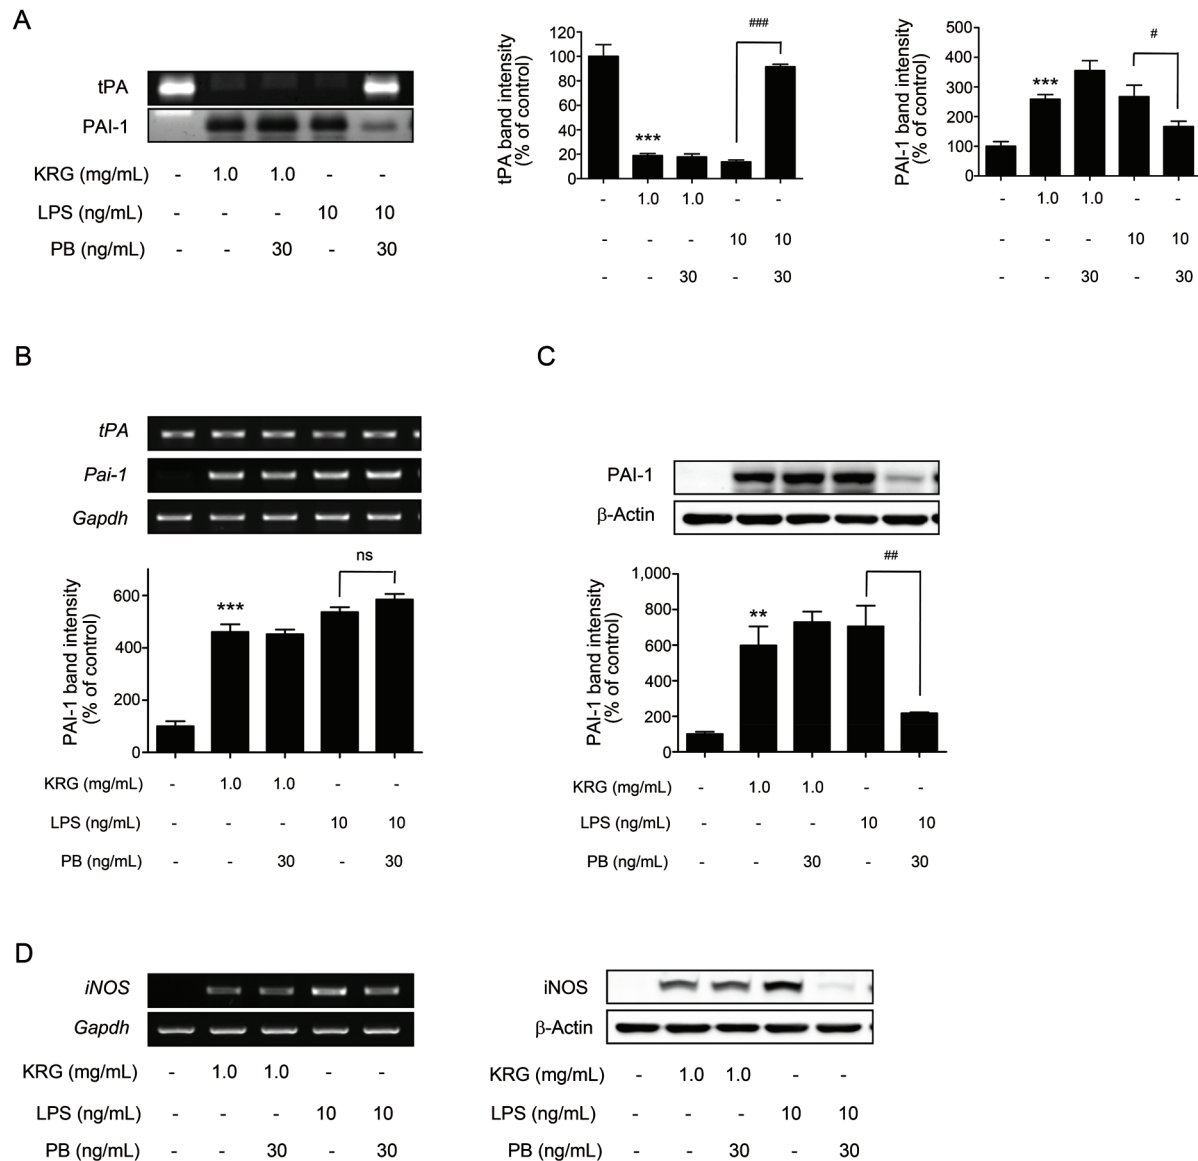 A
tPA
PAI-1
KRG (mg/mL) - 1.0 1.0 - -
LPS (ng/mL) - - - 10 10
PB (ng/mL) - - 30 - 30
tPA band intensity
(% of control)
120
100
80
60
40
20
0
***
###
- 1.0 1.0 - -
- - - 10 10
- - 30 - 30
PAI-1 band intensity
(% of control)
500
400
300
200
100
0
***
#
- 1.0 1.0 - -
- - - 10 10
- - 30 - 30
B
tPA
Pai-1
Gapdh
PAI-1 band intensity
(% of control)
600
400
200
0
***
ns
KRG (mg/mL) - 1.0 1.0 - -
LPS (ng/mL) - - - 10 10
PB (ng/mL) - - 30 - 30
C
PAI-1
β-Actin
PAI-1 band intensity
(% of control)
1,000
800
600
400
200
0
**
##
KRG (mg/mL) - 1.0 1.0 - -
LPS (ng/mL) - - - 10 10
PB (ng/mL) - - 30 - 30
D
iNOS
Gapdh
KRG (mg/mL) - 1.0 1.0 - -
LPS (ng/mL) - - - 10 10
PB (ng/mL) - - 30 - 30
iNOS
β-Actin
KRG (mg/mL) - 1.0 1.0 - -
LPS (ng/mL) - - - 10 10
PB (ng/mL) - - 30 - 30